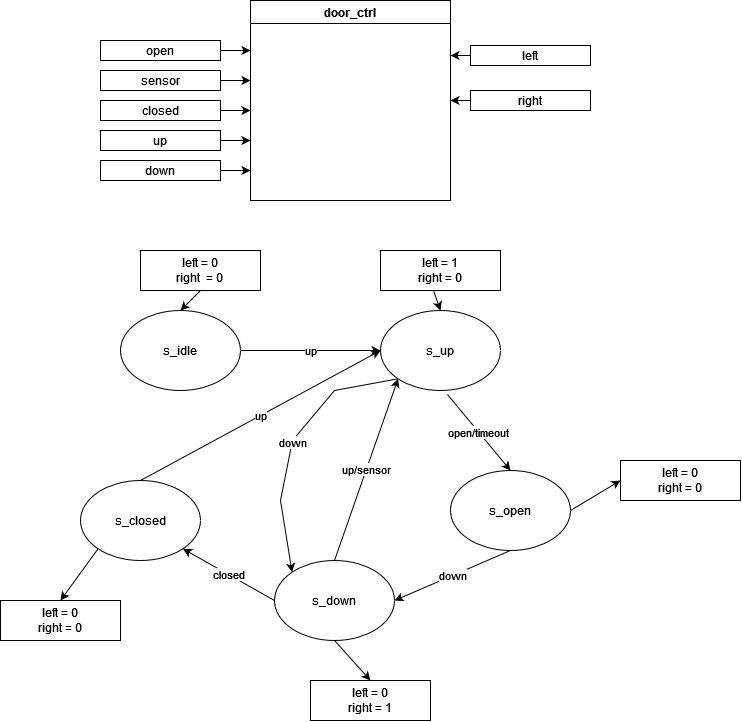 door_ctrl
open
sensor
closed
up
down
left
right
left = 0
right = 0
left = 1
right = 0
s_idle
up
s_up
up
down
open/timeout
up/sensor
left = 0
right = 0
s_closed
s_open
closed
down
left = 0
right = 0
s_down
left = 0
right = 1